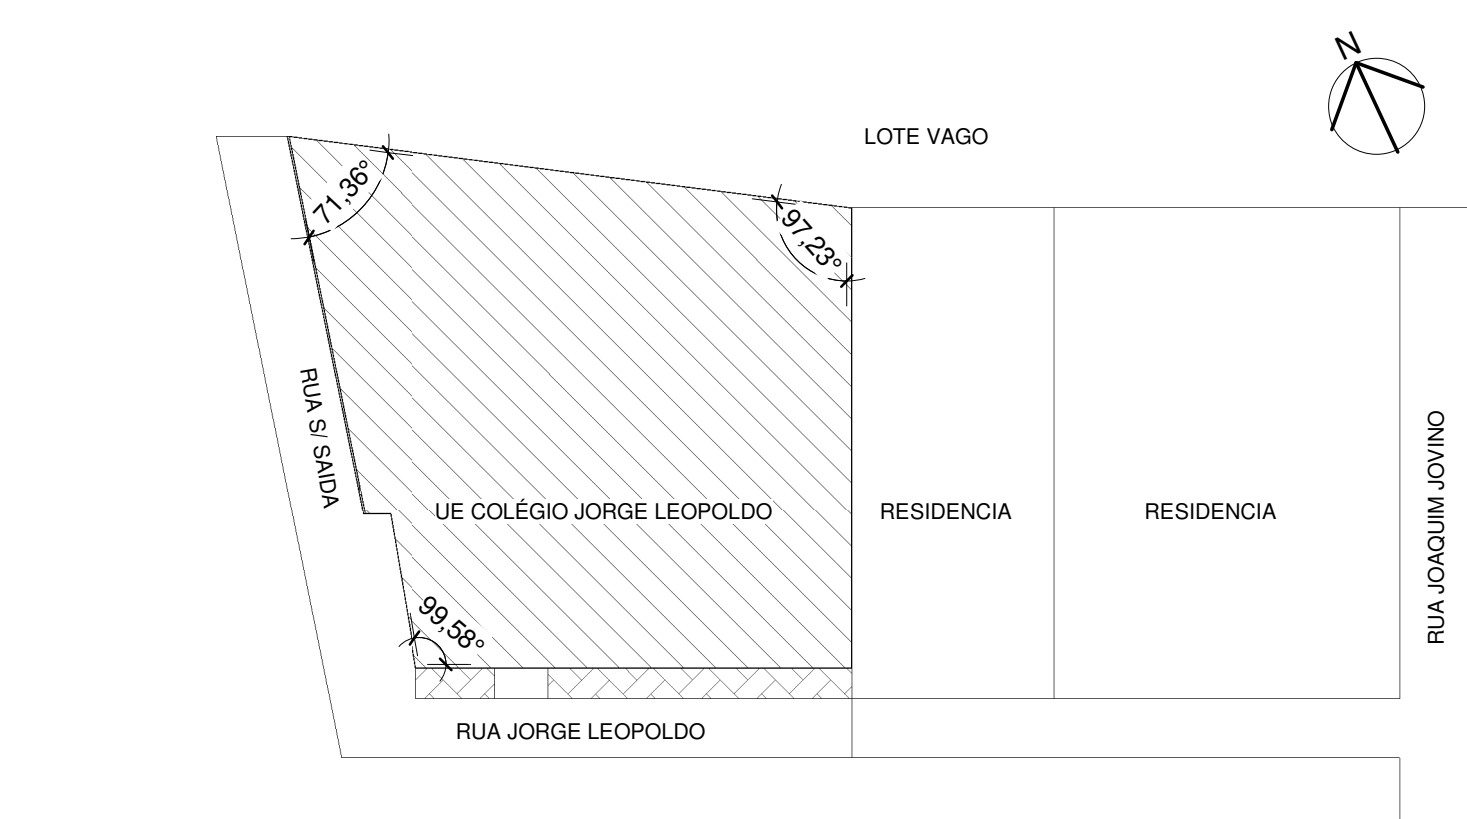 N
LOTE VAGO
71,36°
97,23°
RUA S/ SAIDA
UE COLÉGIO JORGE LEOPOLDO
RESIDENCIA
RESIDENCIA
RUA JOAQUIM JOVINO
99,58°
RUA JORGE LEOPOLDO